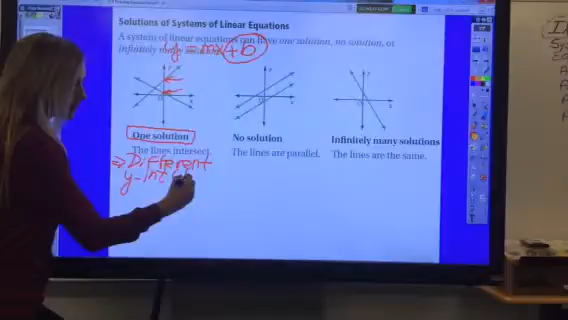 Solutions of Systems of Linear Equations
A system of linear equations can have one solution, no solution, or
infinitely many
y = mx + b
y
x
y
x
y
x
One solution
No solution
Infinitely many solutions
The lines intersect.
The lines are parallel.
The lines are the same.
⇒ Different
y-int